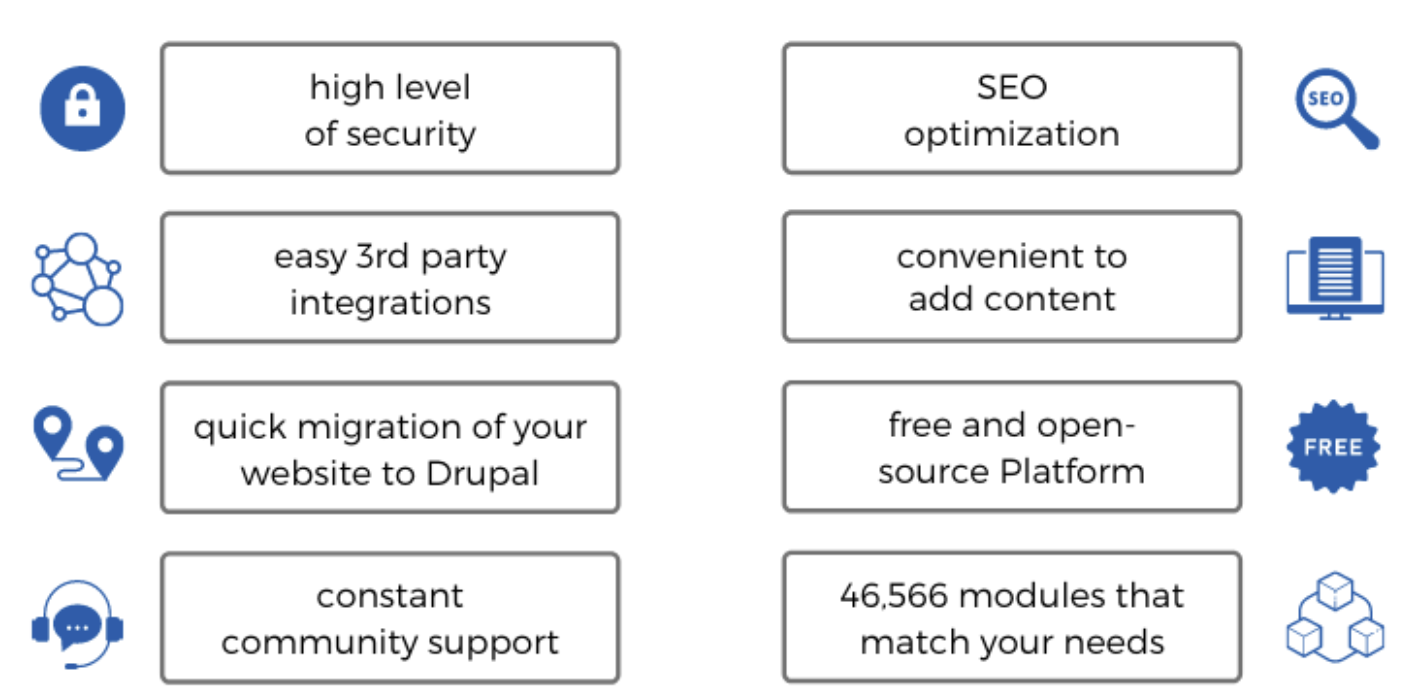 high level
of security
SEO
optimization
SEO
easy 3rd party
integrations
convenient to
add content
quick migration of your
website to Drupal
free and open-
source Platform
FREE
constant
community support
46,566 modules that
match your needs